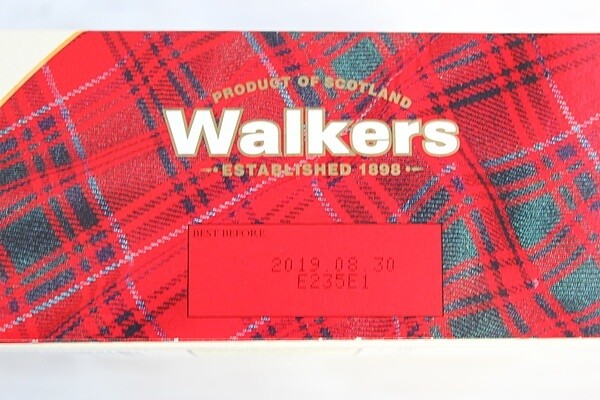 PRODUCT OF SCOTLAND
Walkers
ESTABLISHED 1898
BEST BEFORE
2019.08.30
E235E1